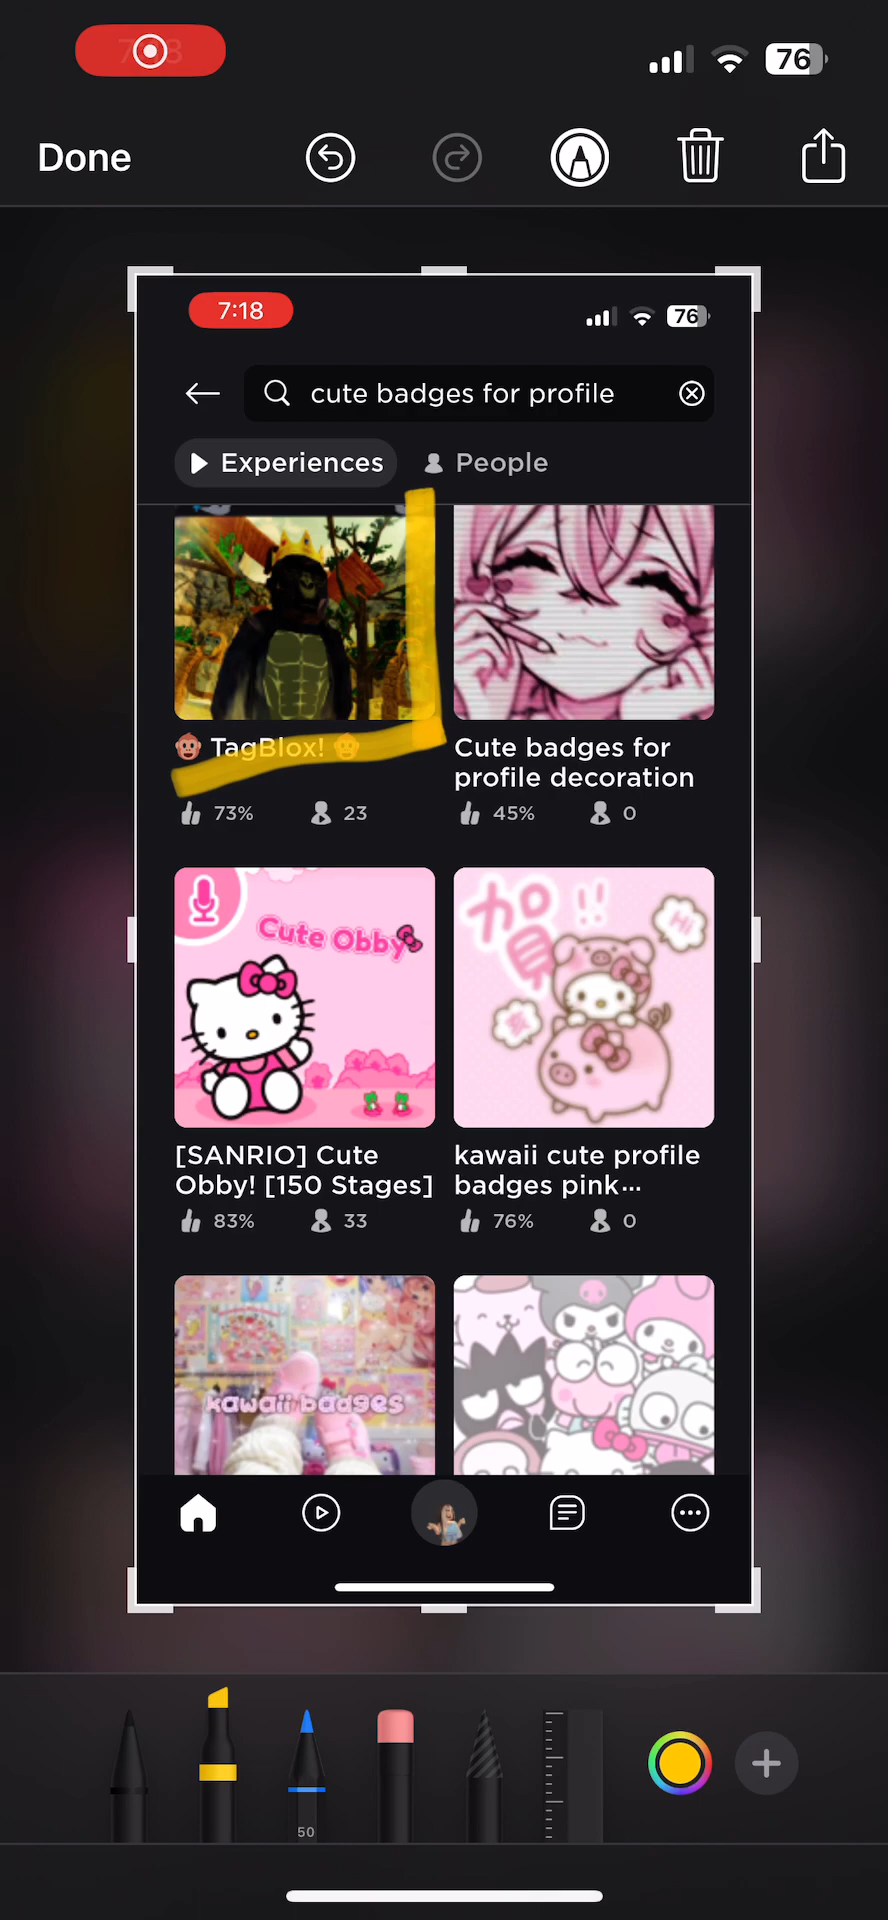 76
Done
7:18
76
cute badges for profile
Experiences
People
🐵 TagBlox! 🐵
Cute badges for
profile decoration
73%
23
45%
0
Cute Obby
賀!!
Hi
[SANRIO] Cute
Obby! [150 Stages]
kawaii cute profile
badges pink...
83%
33
76%
0
kawaii badges
50